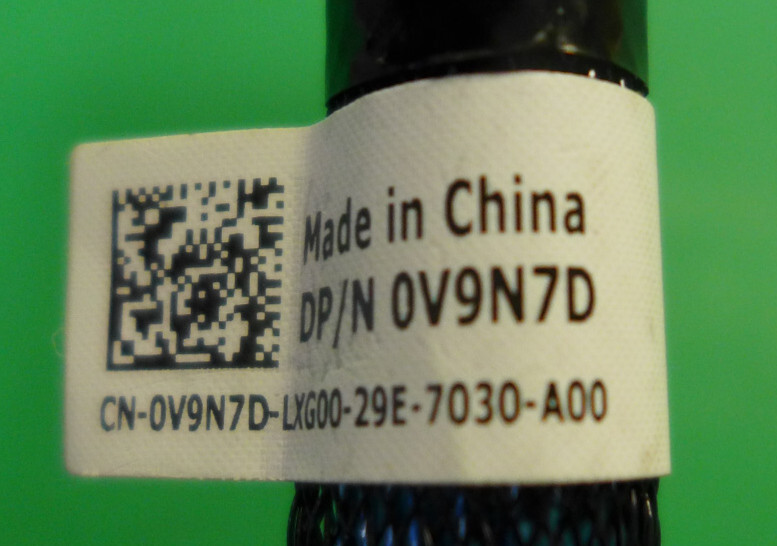 Made in China
DP/N 0V9N7D
CN-0V9N7D-LXG00-29E-7030-A00